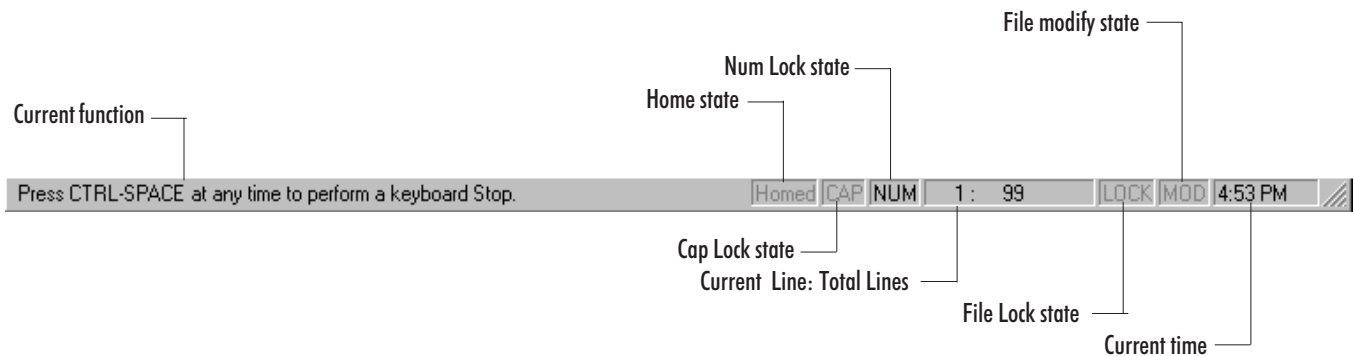 File modify state
Num Lock state
Home state
Current function
Press CTRL-SPACE at any time to perform a keyboard Stop. Homed CAP NUM 1: 99 LOCK MOD 4:53 PM
Cap Lock state
Current Line: Total Lines
File Lock state
Current time